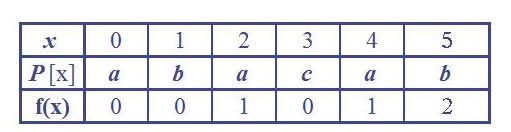 x 0 1 2 3 4 5
P[x] a b a c a b
f(x) 0 0 1 0 1 2